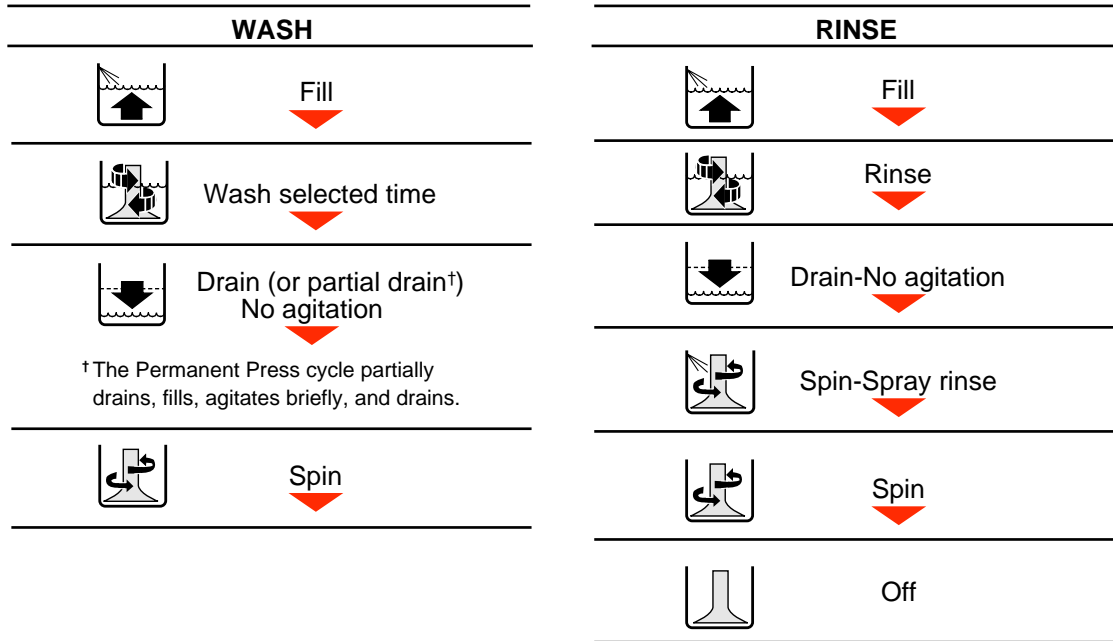 WASH
Fill
Wash selected time
Drain (or partial drain†)
No agitation
† The Permanent Press cycle partially
drains, fills, agitates briefly, and drains.
Spin
RINSE
Fill
Rinse
Drain-No agitation
Spin-Spray rinse
Spin
Off